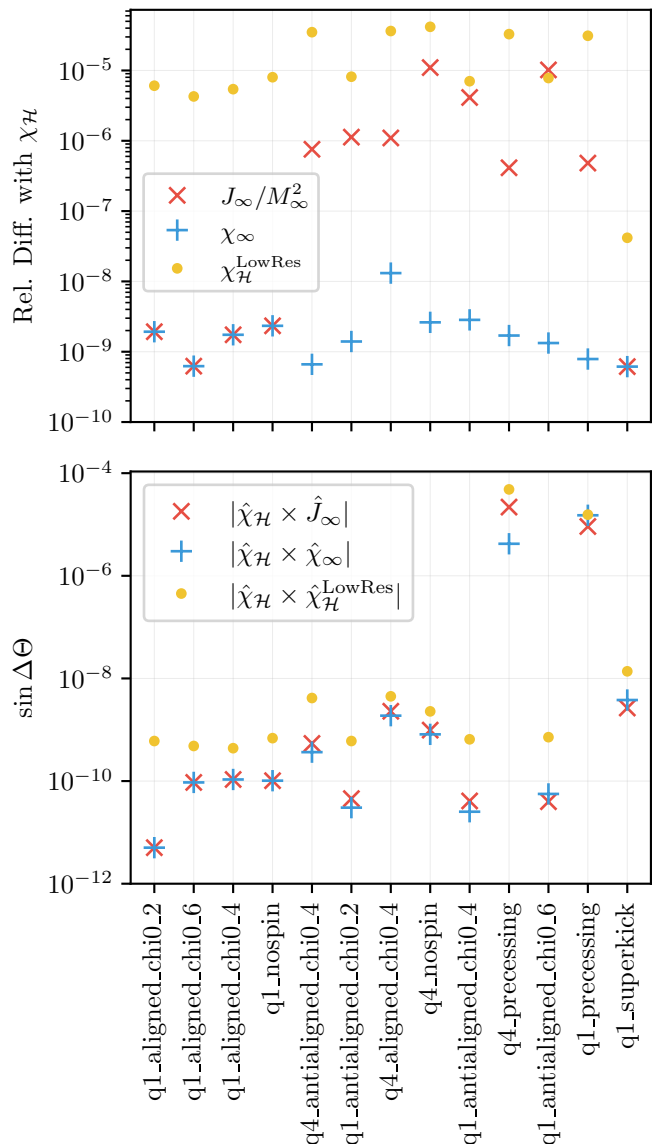 10⁻⁵
10⁻⁶
10⁻⁷
10⁻⁸
10⁻⁹
10⁻¹⁰
Rel. Diff. with χ_ℋ
J_∞/M_∞²
χ_∞
χ_ℋ^LowRes
10⁻⁴
10⁻⁶
10⁻⁸
10⁻¹⁰
10⁻¹²
sin ΔΘ
|χ̂_ℋ × Ĵ_∞|
|χ̂_ℋ × χ̂_∞|
|χ̂_ℋ × χ̂_ℋ^LowRes|
q1_aligned_chi0_2
q1_aligned_chi0_6
q1_aligned_chi0_4
q1_nospin
q4_antialigned_chi0_4
q1_antialigned_chi0_2
q4_aligned_chi0_4
q4_nospin
q1_antialigned_chi0_4
q4_precessing
q1_antialigned_chi0_6
q1_precessing
q1_superkick